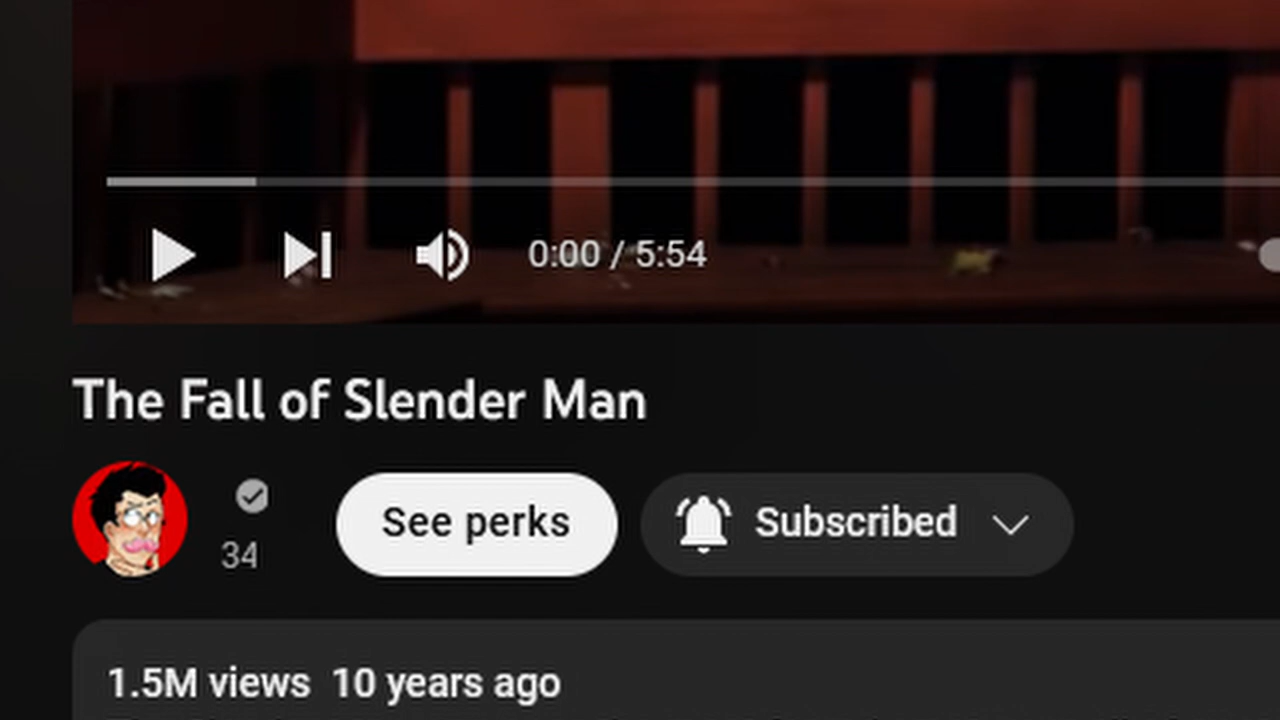 0:00 / 5:54
The Fall of Slender Man
34
See perks
Subscribed
1.5M views 10 years ago